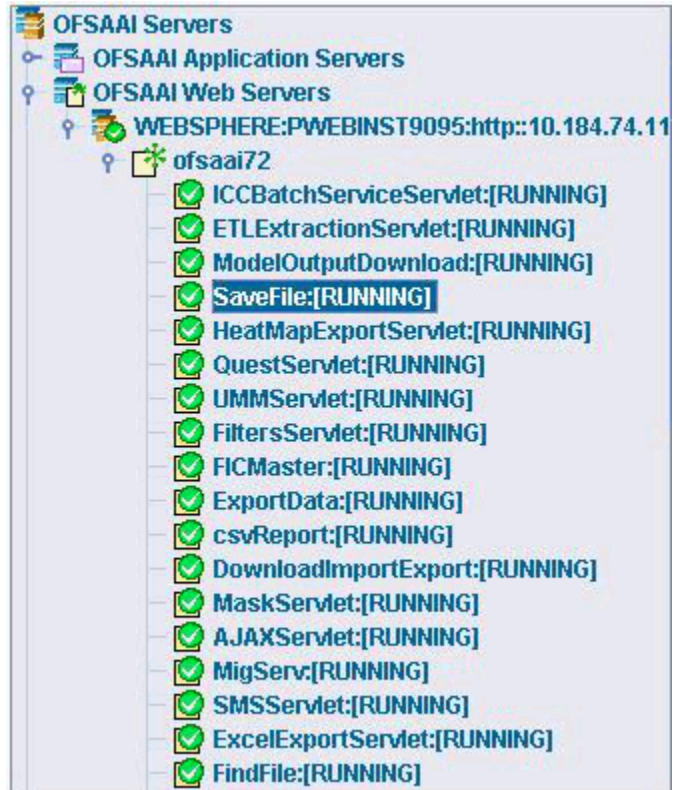 OFSAAI Servers
OFSAAI Application Servers
OFSAAI Web Servers
WEBSPHERE:PWEBINST9095:http::10.184.74.11
ofsaai72
ICCBatchServiceServlet:[RUNNING]
ETLExtractionServlet:[RUNNING]
ModelOutputDownload:[RUNNING]
SaveFile:[RUNNING]
HeatMapExportServlet:[RUNNING]
QuestServlet:[RUNNING]
UMMServlet:[RUNNING]
FiltersServlet:[RUNNING]
FICMaster:[RUNNING]
ExportData:[RUNNING]
csvReport:[RUNNING]
DownloadImportExport:[RUNNING]
MaskServlet:[RUNNING]
AJAXServlet:[RUNNING]
MigServ:[RUNNING]
SMSServlet:[RUNNING]
ExcelExportServlet:[RUNNING]
FindFile:[RUNNING]